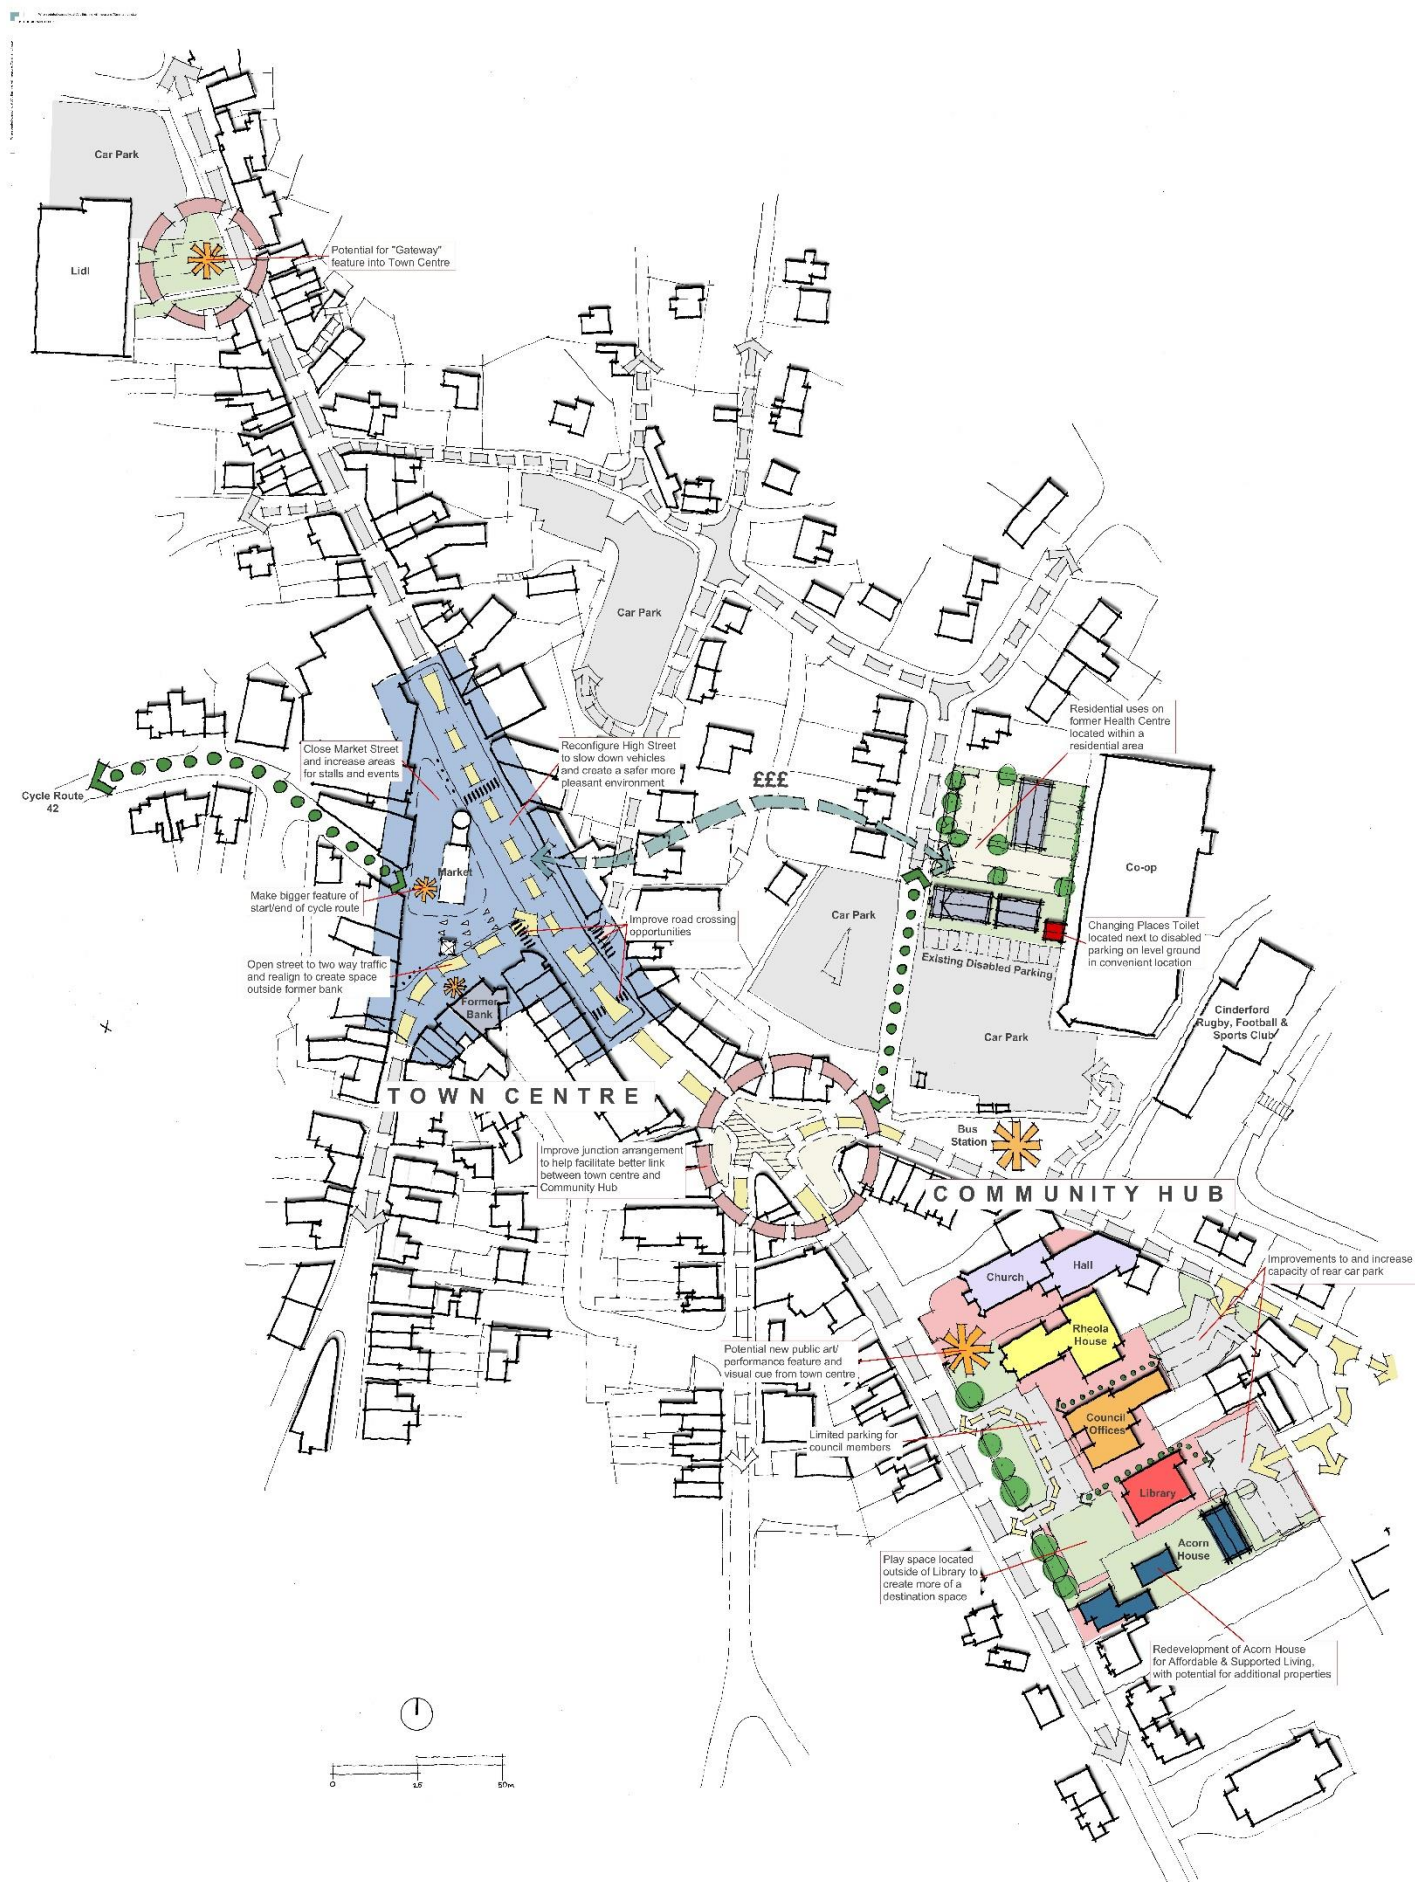 Car Park
Lidl
Potential for "Gateway"
feature into Town Centre
Car Park
Residential uses on
former Health Centre
located within a
residential area
Close Market Street
and increase areas
for stalls and events
Reconfigure High Street
to slow down vehicles
and create a safer more
pleasant environment
£££
Cycle Route
42
Co-op
Market
Make bigger feature of
start/end of cycle route
Improve road crossing
opportunities
Car Park
Changing Places Toilet
located next to disabled
parking on level ground
in convenient location
Existing Disabled Parking
Open street to two way traffic
and realign to create space
outside former bank
Former
Bank
Cinderford
Rugby, Football &
Sports Club
Car Park
TOWN CENTRE
Bus
Station
Improve junction arrangement
to help facilitate better link
between town centre and
Community Hub
COMMUNITY HUB
Church
Hall
Improvements to and increase
capacity of rear car park
Rheola
House
Potential new public art/
performance feature and
visual cue from town centre
Council
Offices
Limited parking for
council members
Library
Acorn
House
Play space located
outside of Library to
create more of a
destination space
Redevelopment of Acorn House
for Affordable & Supported Living,
with potential for additional properties
0 25 50m